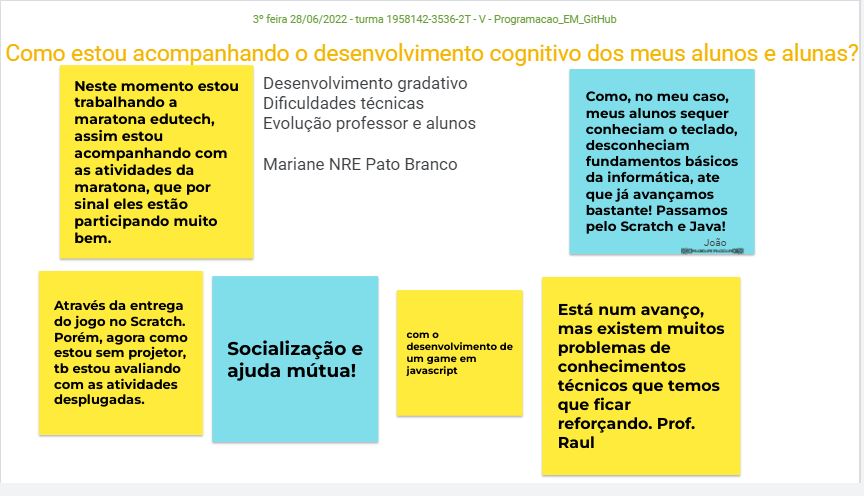 3º feira 28/06/2022 - turma 1958142-3536-2T - V - Programacao_EM_GitHub
Como estou acompanhando o desenvolvimento cognitivo dos meus alunos e alunas?
Neste momento estou
trabalhando a
maratona edutech,
assim estou
acompanhando com
as atividades da
maratona, que por
sinal eles estão
participando muito
bem.
Desenvolvimento gradativo
Dificuldades técnicas
Evolução professor e alunos
Mariane NRE Pato Branco
Como, no meu caso,
meus alunos sequer
conheciam o teclado,
desconheciam
fundamentos básicos
da informática, ate
que já avançamos
bastante! Passamos
pelo Scratch e Java!
João
Através da entrega
do jogo no Scratch.
Porém, agora como
estou sem projetor,
tb estou avaliando
com as atividades
desplugadas.
Socialização e
ajuda mútua!
com o
desenvolvimento de
um game em
javascript
Está num avanço,
mas existem muitos
problemas de
conhecimentos
técnicos que temos
que ficar
reforçando. Prof.
Raul